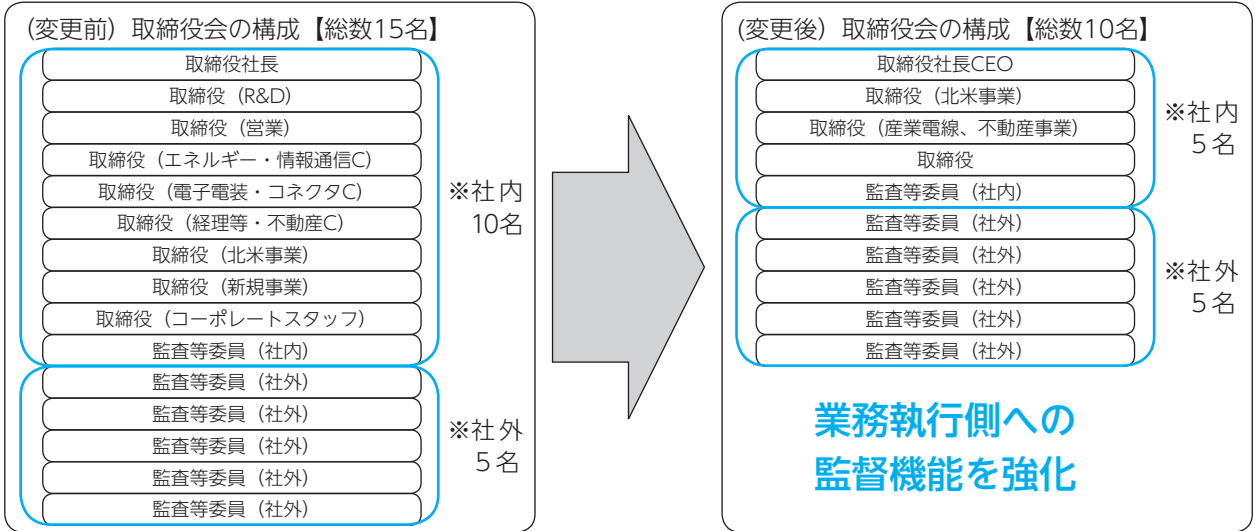 (変更前) 取締役会の構成【総数15名】
取締役社長
取締役（R&D）
取締役（営業）
取締役（エネルギー・情報通信C）
取締役（電子電装・コネクタC）
取締役（経理等・不動産C）
取締役（北米事業）
取締役（新規事業）
取締役（コーポレートスタッフ）
監査等委員（社内）
※社内
10名
監査等委員（社外）
監査等委員（社外）
監査等委員（社外）
監査等委員（社外）
監査等委員（社外）
※社外
5名
(変更後) 取締役会の構成【総数10名】
取締役社長CEO
取締役（北米事業）
取締役（産業電線、不動産事業）
取締役
監査等委員（社内）
※社内
5名
監査等委員（社外）
監査等委員（社外）
監査等委員（社外）
監査等委員（社外）
監査等委員（社外）
※社外
5名
業務執行側への
監督機能を強化